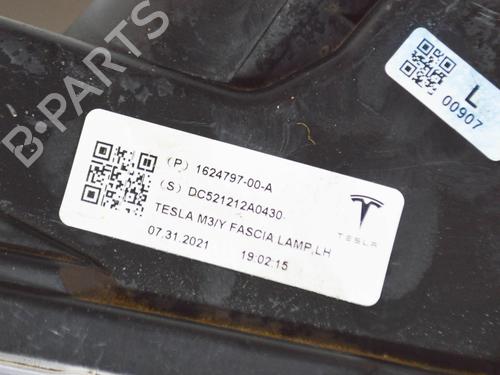 B-PARTS
L
00907
(P) 1624797-00-A
(S) DC521212A0430
TESLA M3/Y FASCIA LAMP,LH
07.31.2021 19:02:15
TESLA